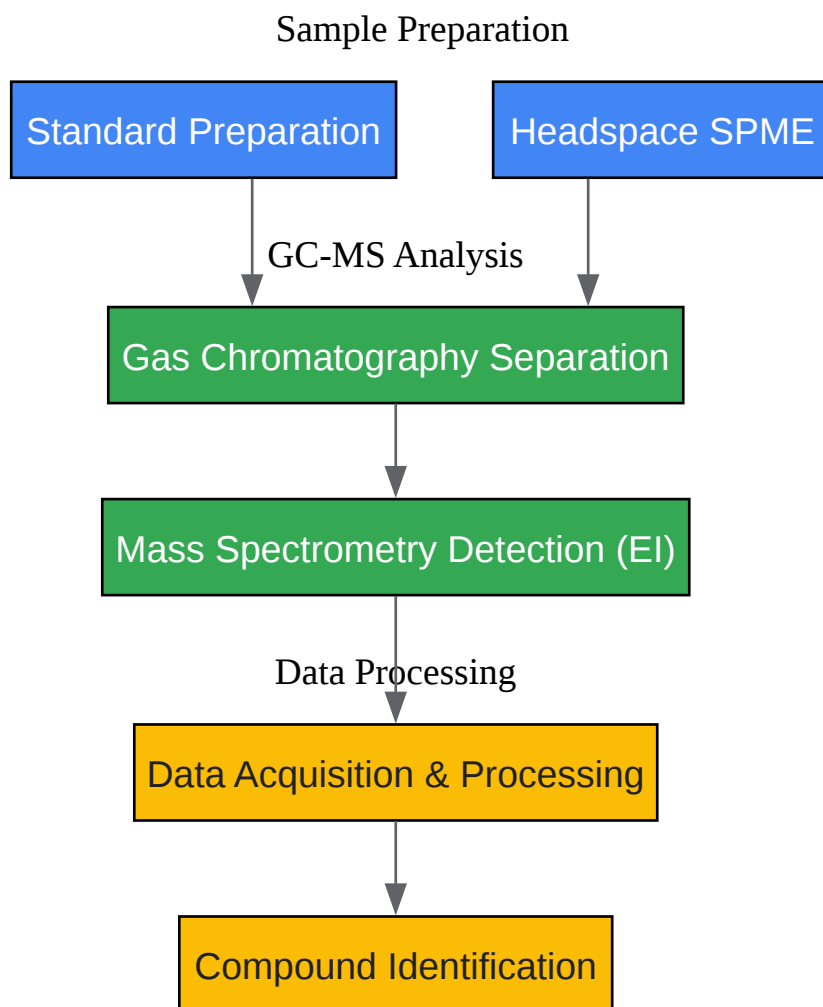 Sample Preparation
Standard Preparation
Headspace SPME
GC-MS Analysis
Gas Chromatography Separation
Mass Spectrometry Detection (EI)
Data Processing
Data Acquisition & Processing
Compound Identification